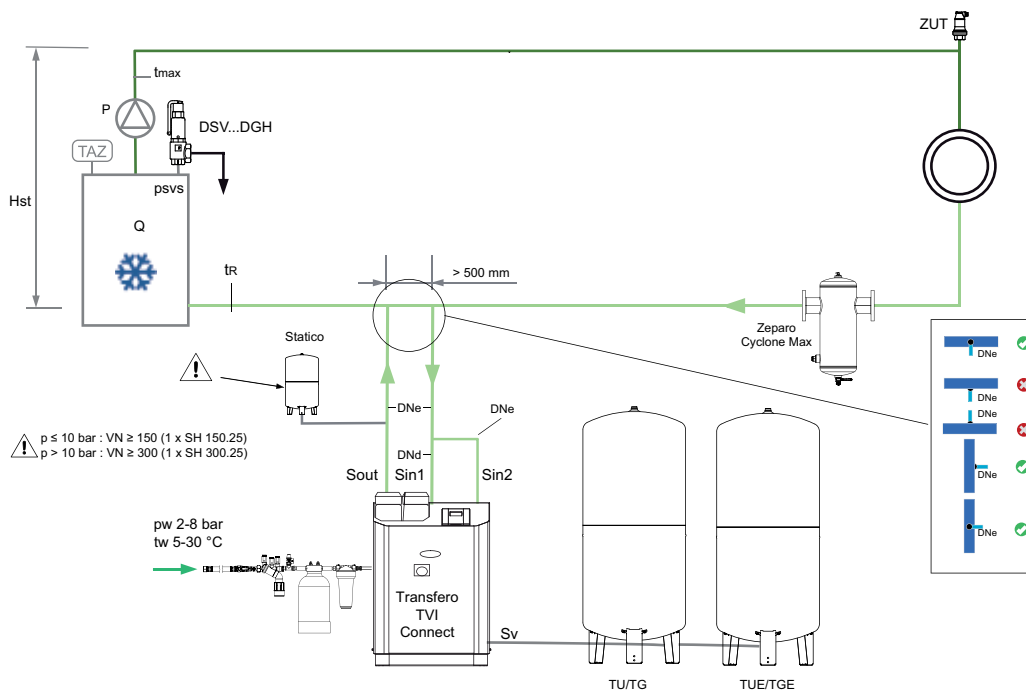 ZUT
tmax
P
DSV...DGH
TAZ
psvs
Hst
Q
> 500 mm
tR
Zeparo
Cyclone Max
Statico
DNe
DNe
DNe
DNe
DNe
DNe
DNe
DNd
p ≤ 10 bar : VN ≥ 150 (1 x SH 150.25)
p > 10 bar : VN ≥ 300 (1 x SH 300.25)
Sout
Sin1
Sin2
pw 2-8 bar
tw 5-30 °C
Transfero
TVI
Connect
Sv
TU/TG
TUE/TGE